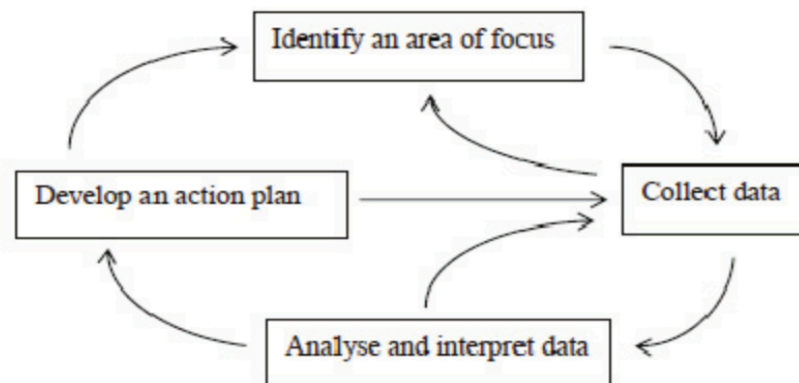 Identify an area of focus
Develop an action plan
Collect data
Analyse and interpret data